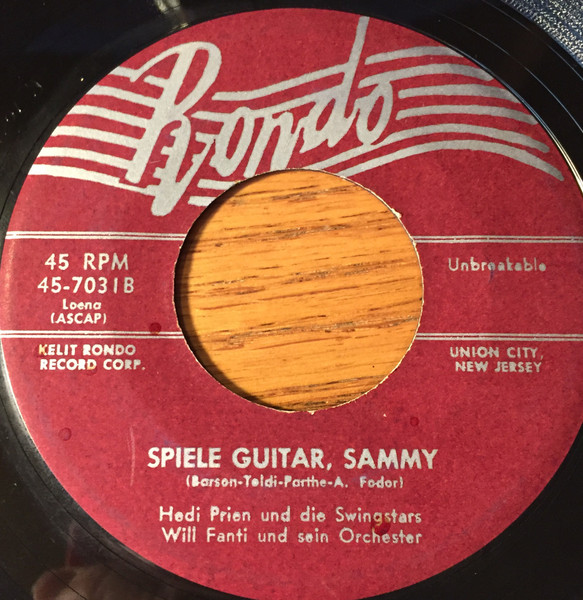 Rondo
45 RPM
45-7031B
Loena
(ASCAP)
Unbreakable
KELIT RONDO
RECORD CORP.
UNION CITY,
NEW JERSEY
SPIELE GUITAR, SAMMY
(Barson-Toldi-Parthe-A. Fodor)
Hedi Prien und die Swingstars
Will Fanti und sein Orchester